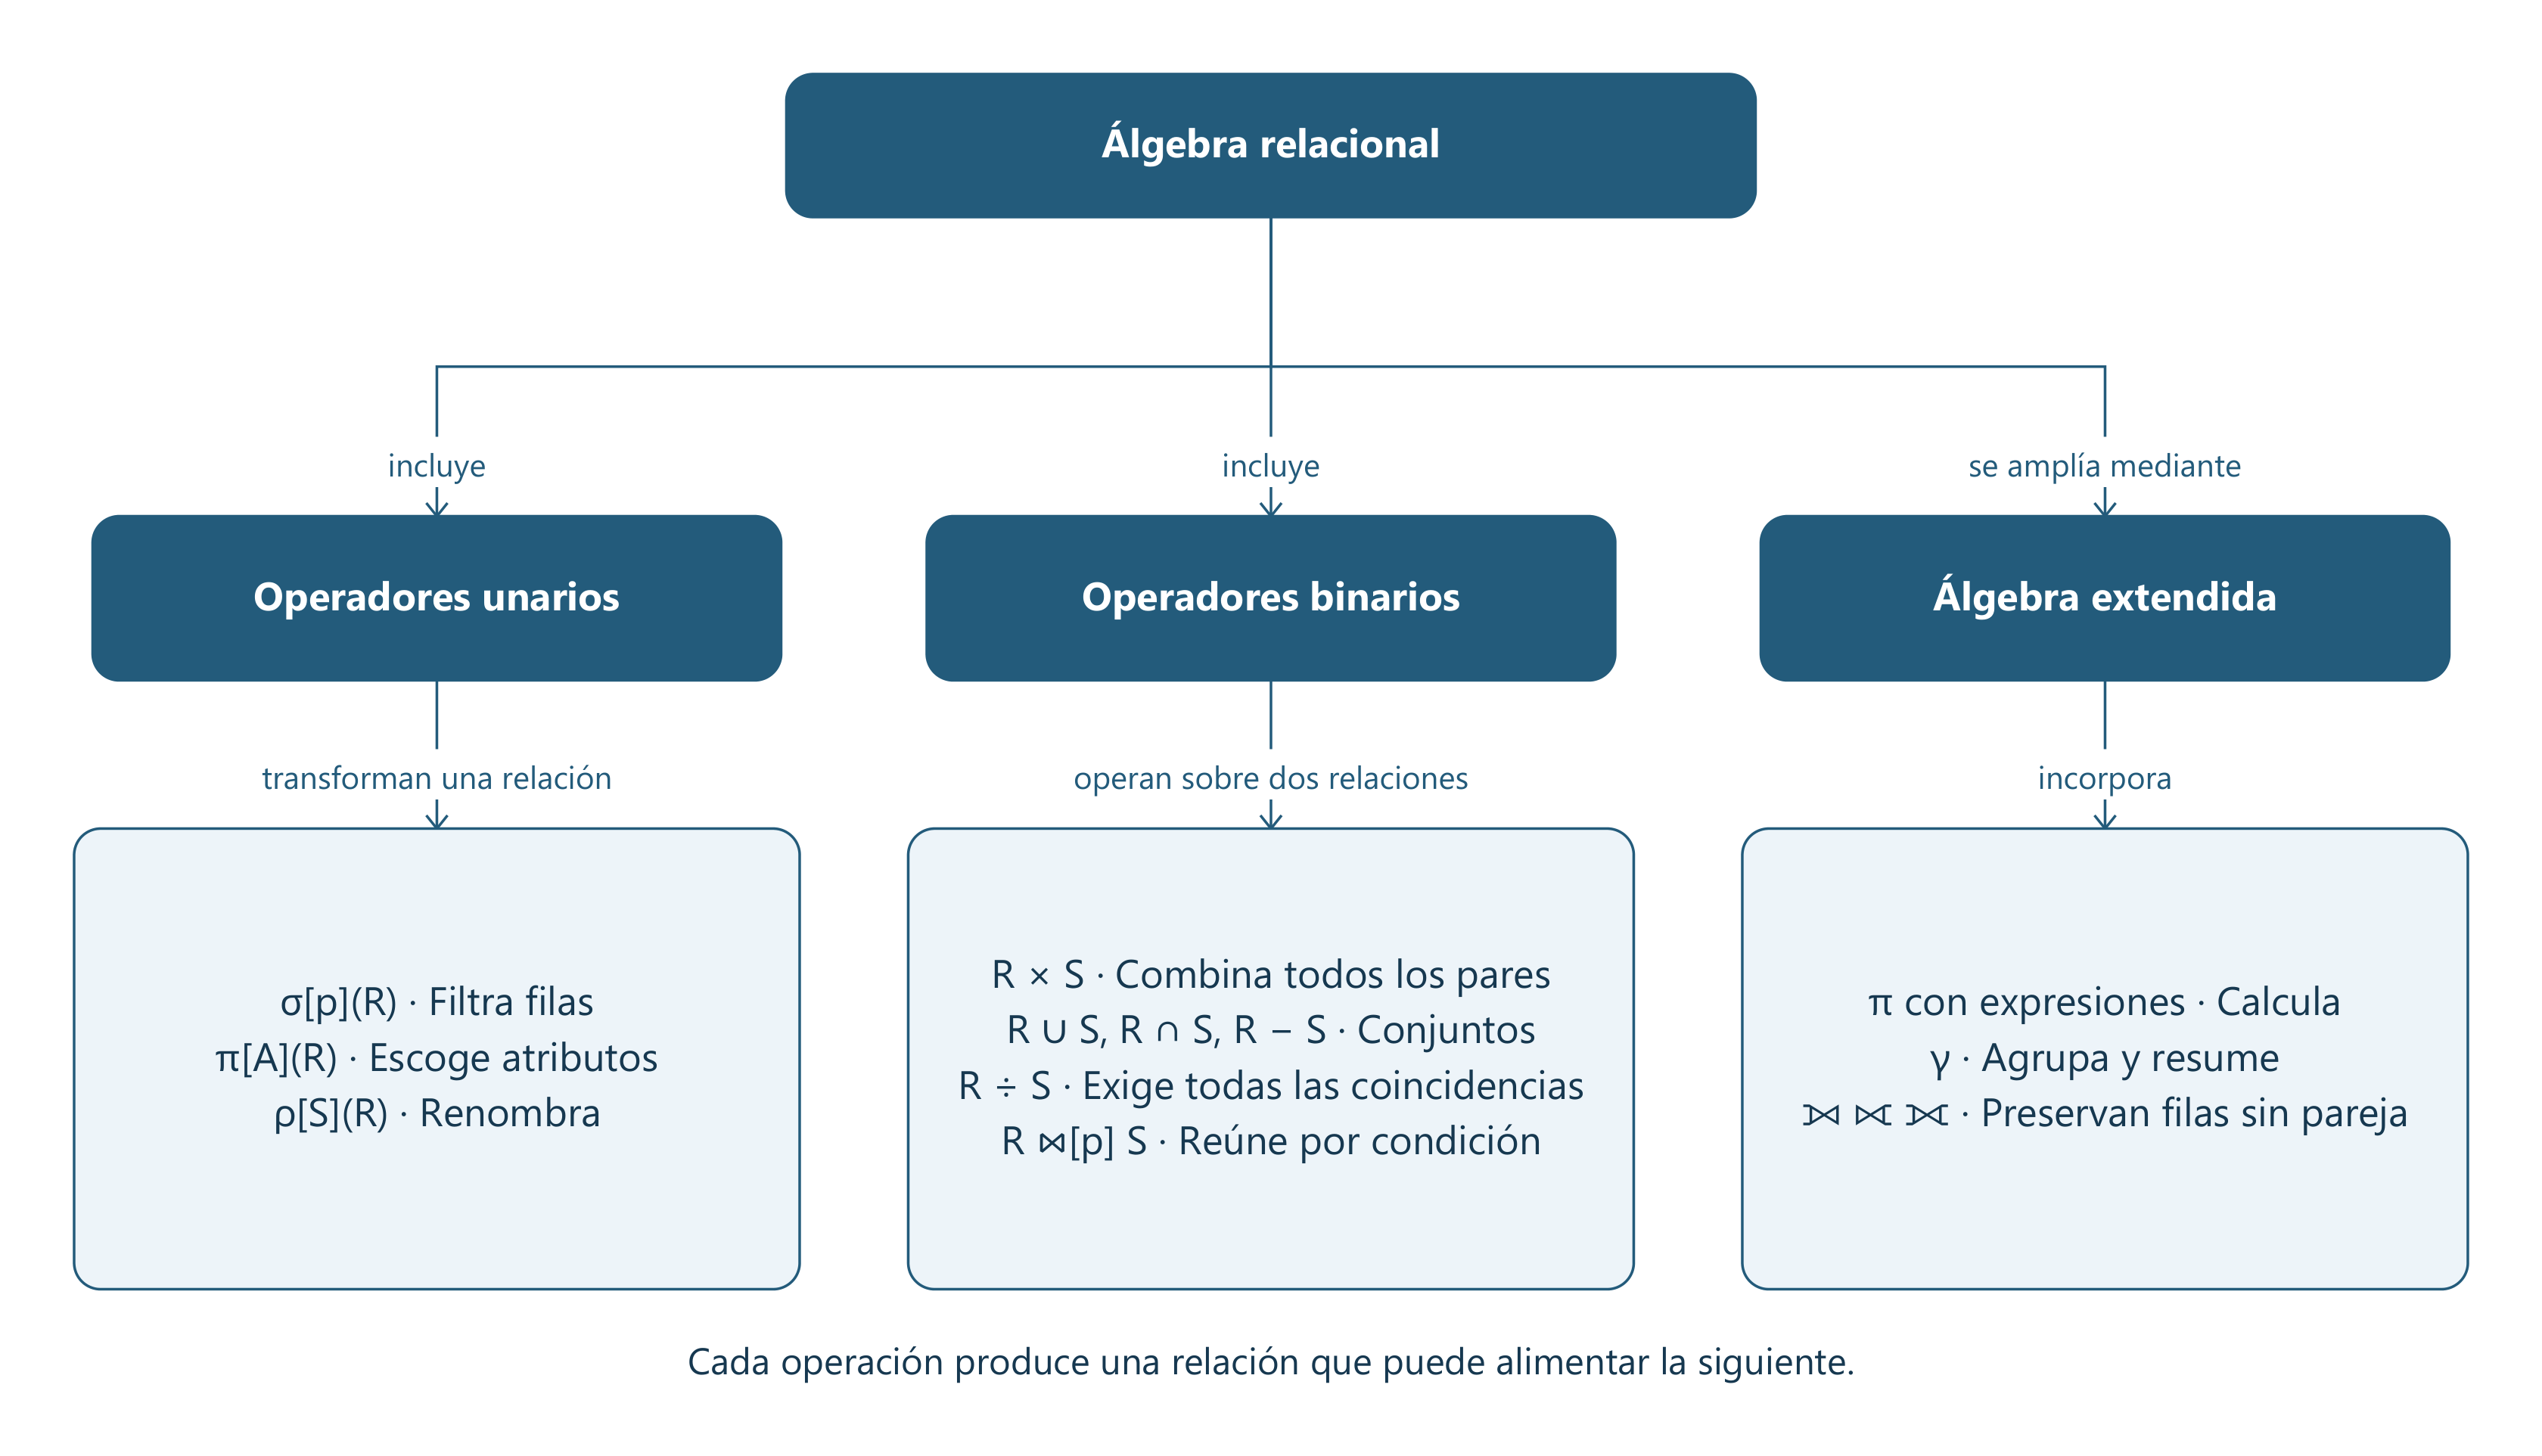 Álgebra relacional
incluye
incluye
se amplía mediante
Operadores unarios
Operadores binarios
Álgebra extendida
transforman una relación
operan sobre dos relaciones
incorpora
σ[p](R) · Filtra filas
π[A](R) · Escoge atributos
ρ[S](R) · Renombra
R × S · Combina todos los pares
R ∪ S, R ∩ S, R − S · Conjuntos
R ÷ S · Exige todas las coincidencias
R ⋈[p] S · Reúne por condición
π con expresiones · Calcula
γ · Agrupa y resume
⟕ ⟖ ⟗ · Preservan filas sin pareja
Cada operación produce una relación que puede alimentar la siguiente.